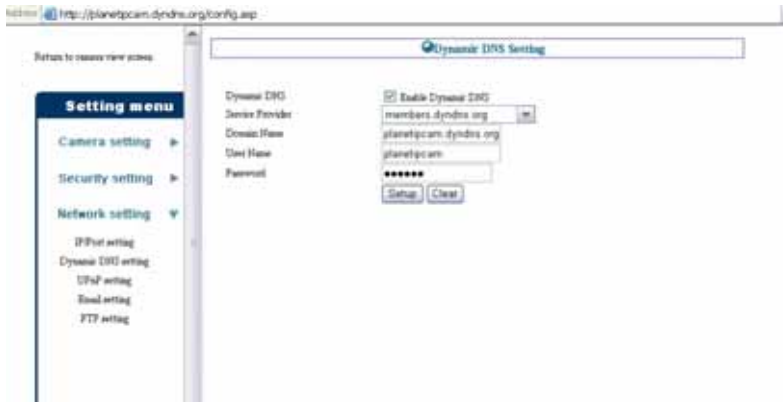 Address http://planetipcam.dyndns.org/config.asp
Return to camera view screen
Dynamic DNS Setting
Setting menu
Camera setting
Security setting
Network setting
IP/Port setting
Dynamic DNS setting
UPnP setting
Email setting
FTP setting
Dynamic DNS
Enable Dynamic DNS
Service Provider
members.dyndns.org
Domain Name
planetipcam.dyndns.org
User Name
planetipcam
Password
••••••
Setup Clear